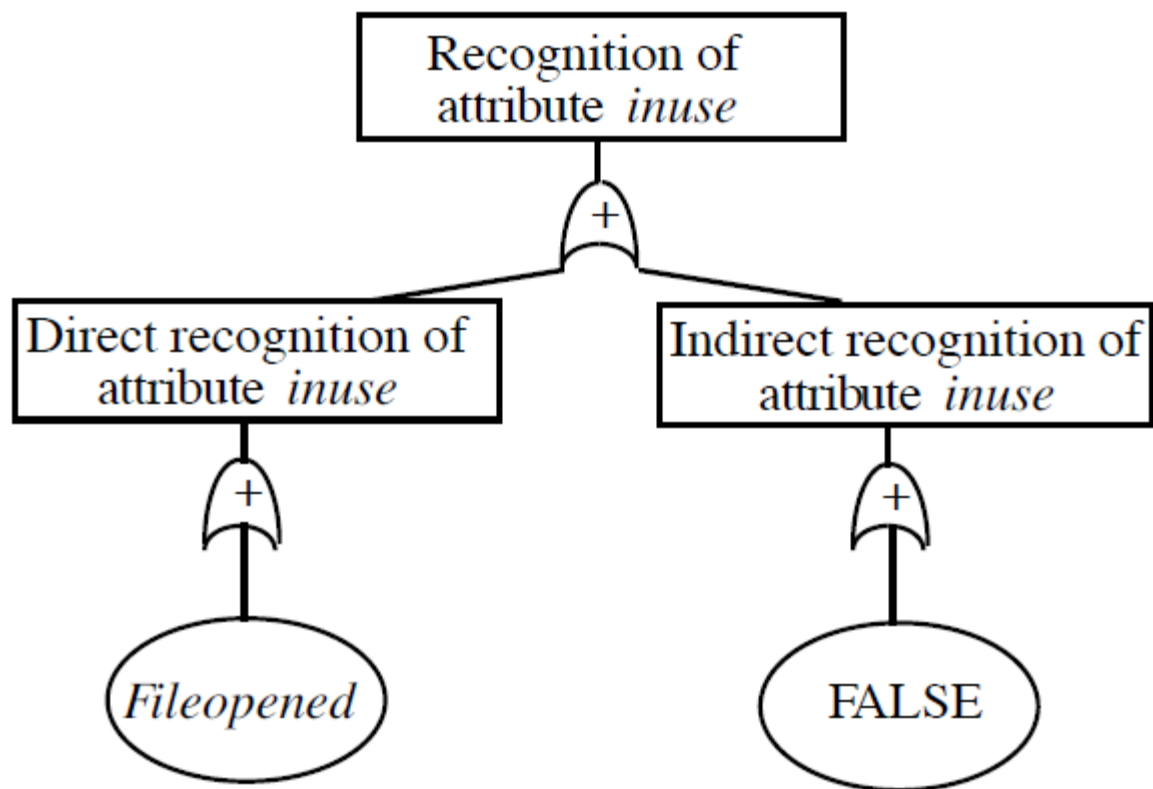 Recognition of
attribute inuse
+
Direct recognition of
attribute inuse
Indirect recognition of
attribute inuse
+
+
Fileopened
FALSE